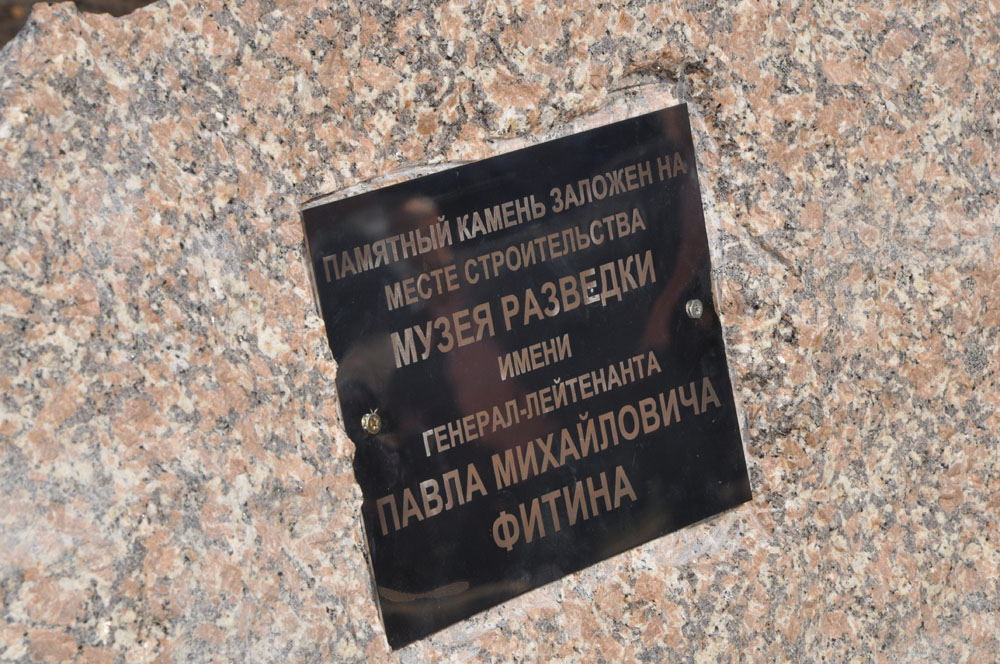 ПАМЯТНЫЙ КАМЕНЬ ЗАЛОЖЕН НА
МЕСТЕ СТРОИТЕЛЬСТВА
МУЗЕЯ РАЗВЕДКИ
ИМЕНИ
ГЕНЕРАЛ-ЛЕЙТЕНАНТА
ПАВЛА МИХАЙЛОВИЧА
ФИТИНА